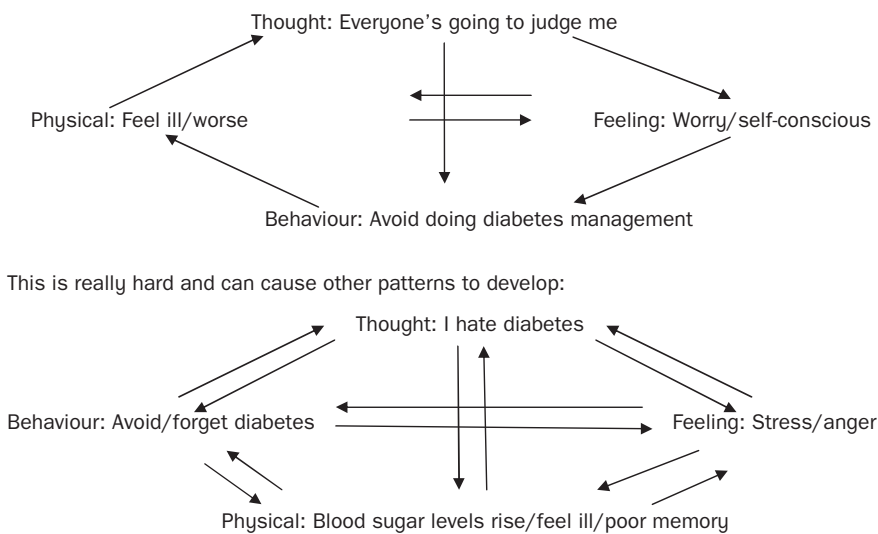 Thought: Everyone's going to judge me
Physical: Feel ill/worse
Feeling: Worry/self-conscious
Behaviour: Avoid doing diabetes management
This is really hard and can cause other patterns to develop:
Thought: I hate diabetes
Behaviour: Avoid/forget diabetes
Feeling: Stress/anger
Physical: Blood sugar levels rise/feel ill/poor memory